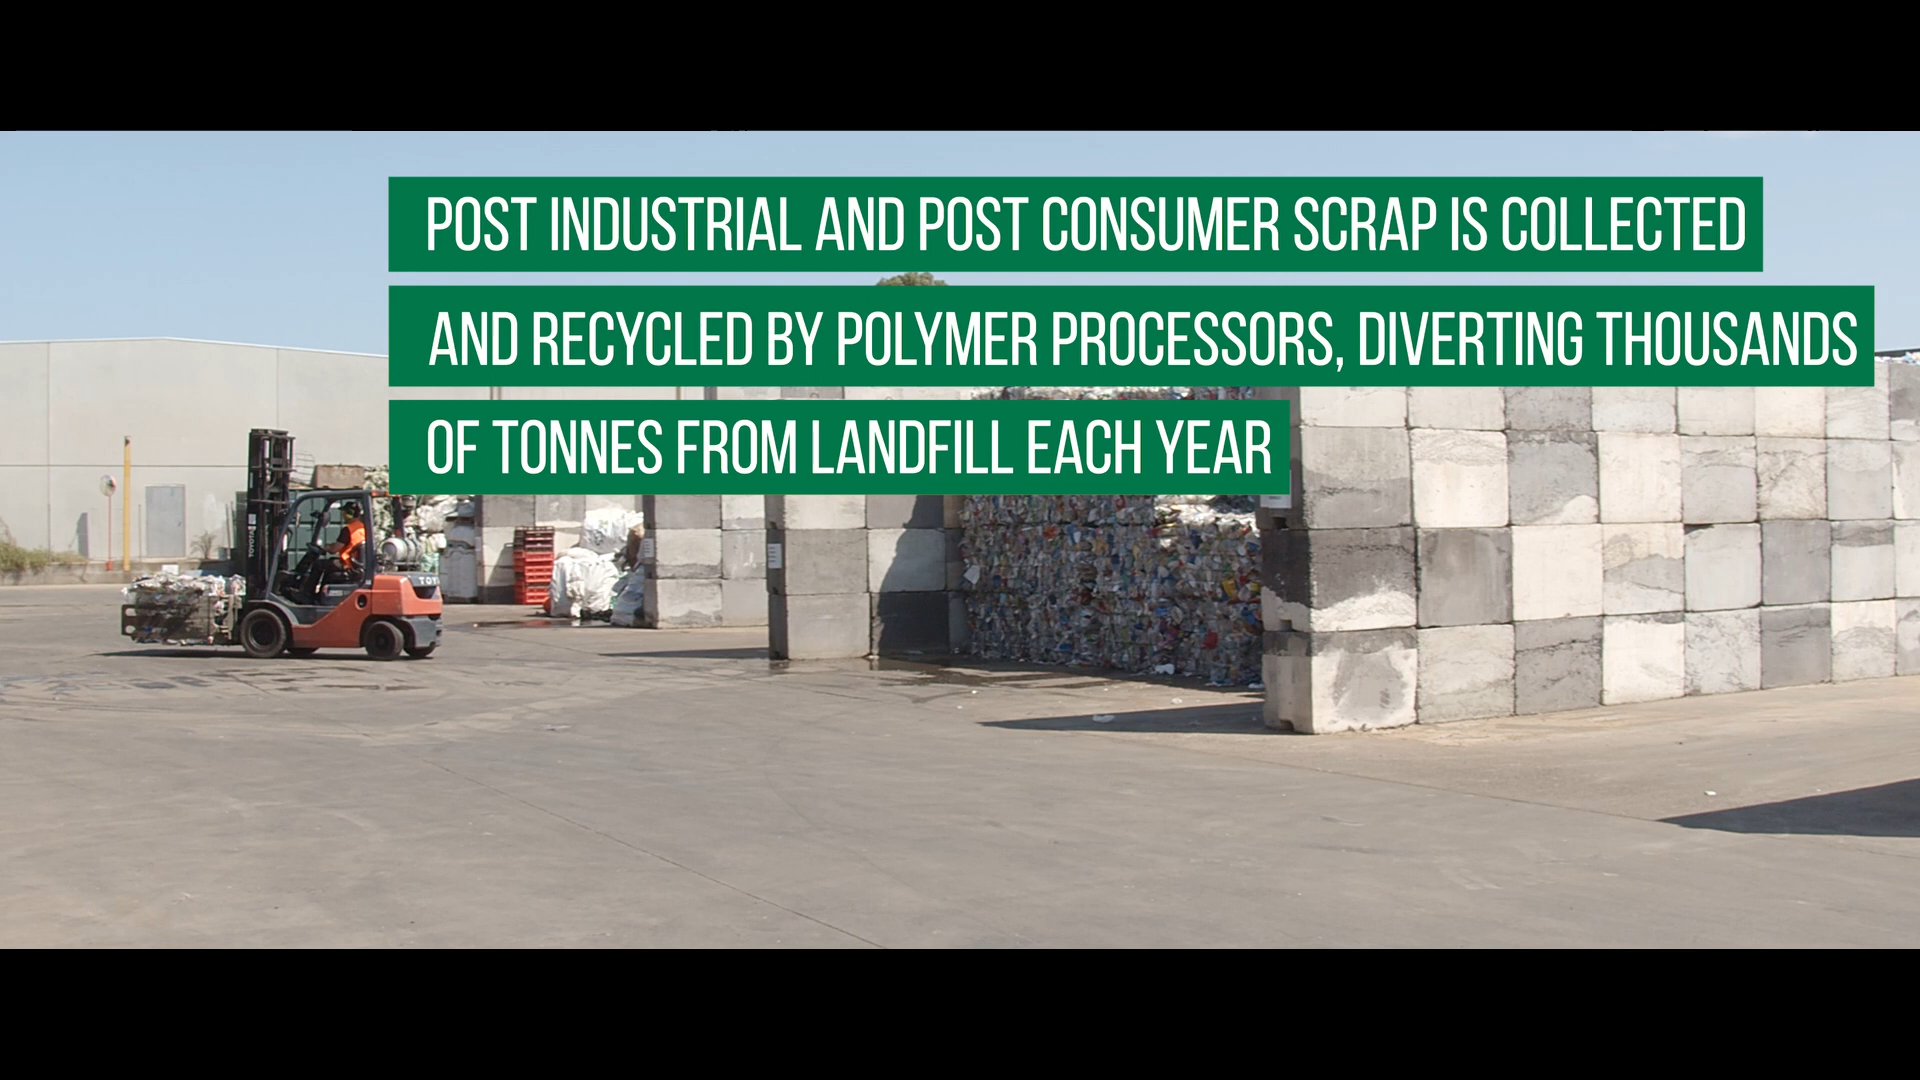 POST INDUSTRIAL AND POST CONSUMER SCRAP IS COLLECTED
AND RECYCLED BY POLYMER PROCESSORS, DIVERTING THOUSANDS
OF TONNES FROM LANDFILL EACH YEAR